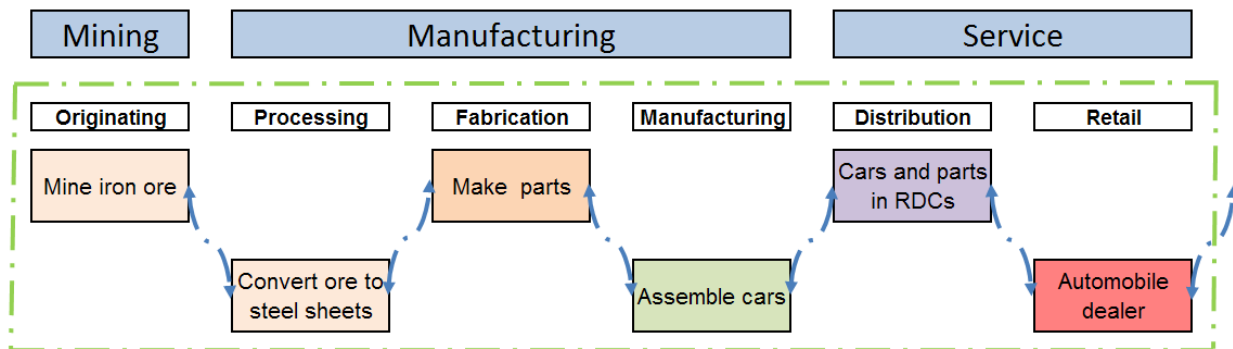 Mining
Manufacturing
Service
Originating
Processing
Fabrication
Manufacturing
Distribution
Retail
Mine iron ore
Make parts
Cars and parts
in RDCs
Convert ore to
steel sheets
Assemble cars
Automobile
dealer